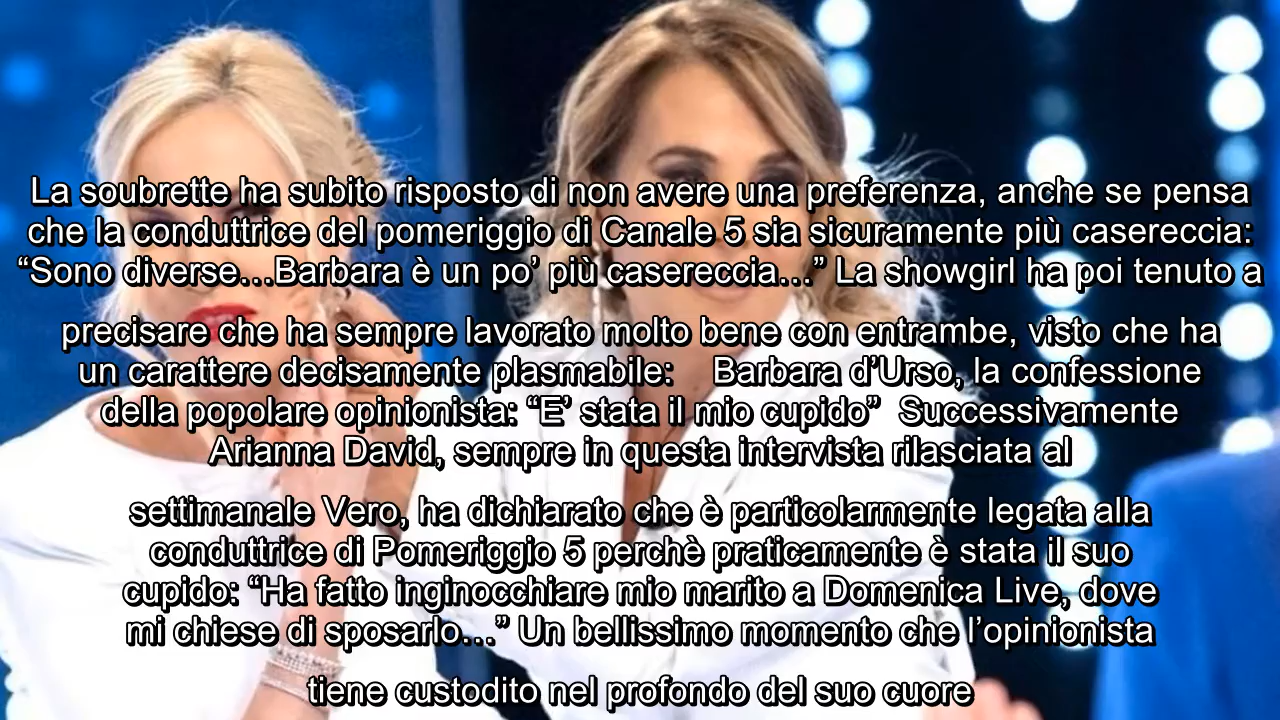 La soubrette ha subito risposto di non avere una preferenza, anche se pensa
che la conduttrice del pomeriggio di Canale 5 sia sicuramente più casereccia:
“Sono diverse…Barbara è un po’ più casereccia…” La showgirl ha poi tenuto a
precisare che ha sempre lavorato molto bene con entrambe, visto che ha
un carattere decisamente plasmabile: Barbara d’Urso, la confessione
della popolare opinionista: “E’ stata il mio cupido” Successivamente
Arianna David, sempre in questa intervista rilasciata al
settimanale Vero, ha dichiarato che è particolarmente legata alla
conduttrice di Pomeriggio 5 perchè praticamente è stata il suo
cupido: “Ha fatto inginocchiare mio marito a Domenica Live, dove
mi chiese di sposarlo…” Un bellissimo momento che l’opinionista
tiene custodito nel profondo del suo cuore